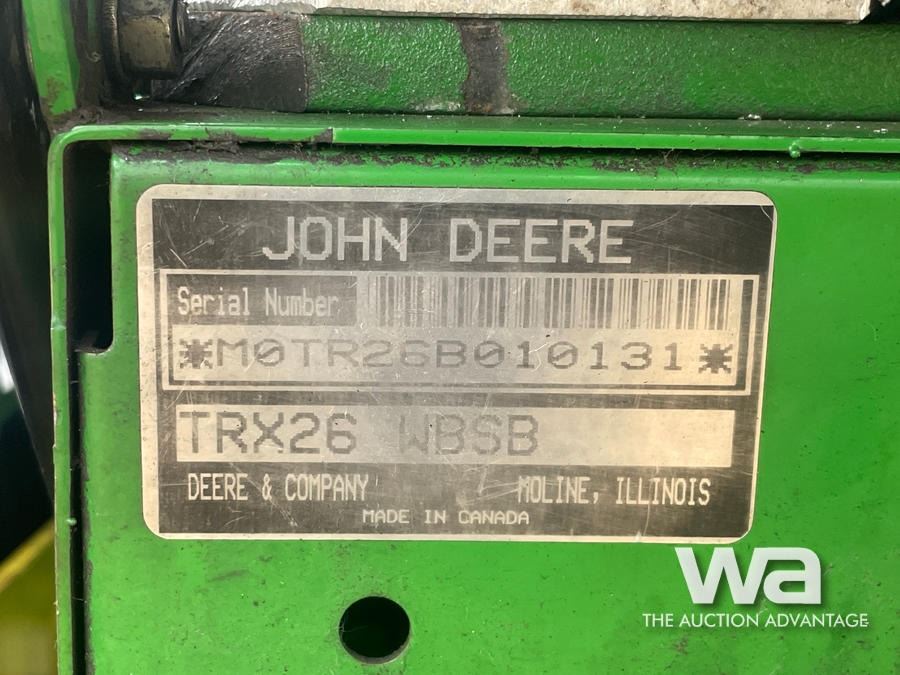 JOHN DEERE
Serial Number
*M0TR26B010131*
TRX26 WBSB
DEERE & COMPANY MOLINE, ILLINOIS
MADE IN CANADA
wa
THE AUCTION ADVANTAGE